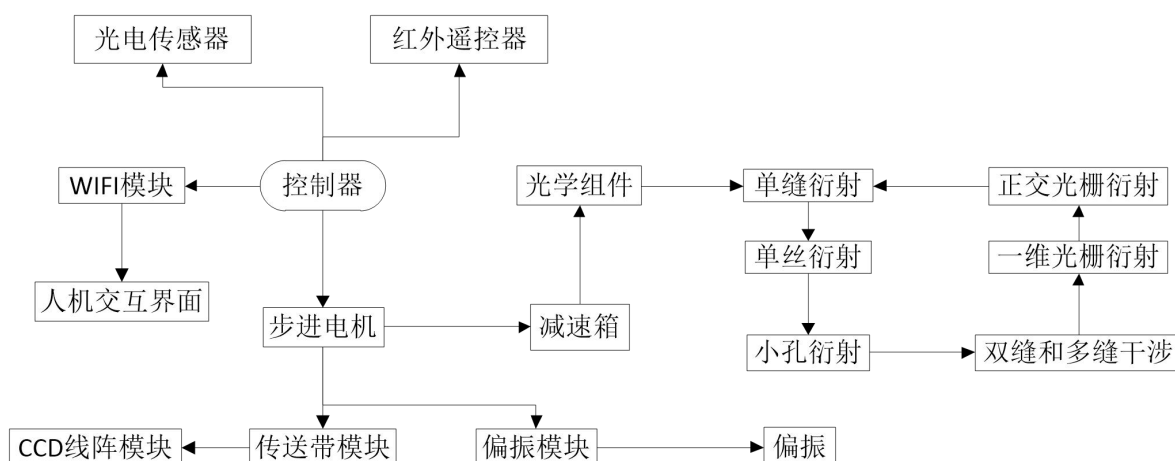 光电传感器
红外遥控器
WIFI模块
控制器
光学组件
单缝衍射
正交光栅衍射
单丝衍射
一维光栅衍射
人机交互界面
步进电机
减速箱
小孔衍射
双缝和多缝干涉
CCD线阵模块
传送带模块
偏振模块
偏振